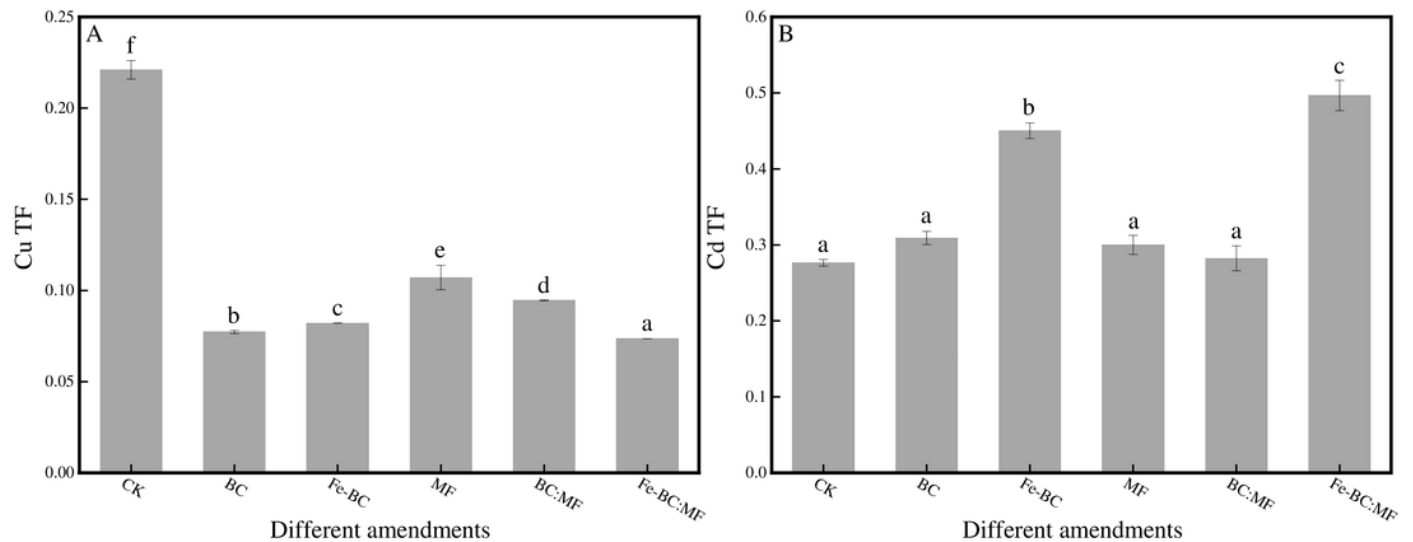 A
Cu TF
0.25
0.20
0.15
0.10
0.05
0.00
f
b
c
e
d
a
CK
BC
Fe-BC
MF
BC:MF
Fe-BC:MF
Different amendments
B
Cd TF
0.6
0.5
0.4
0.3
0.2
0.1
0.0
a
a
b
a
a
c
CK
BC
Fe-BC
MF
BC:MF
Fe-BC:MF
Different amendments